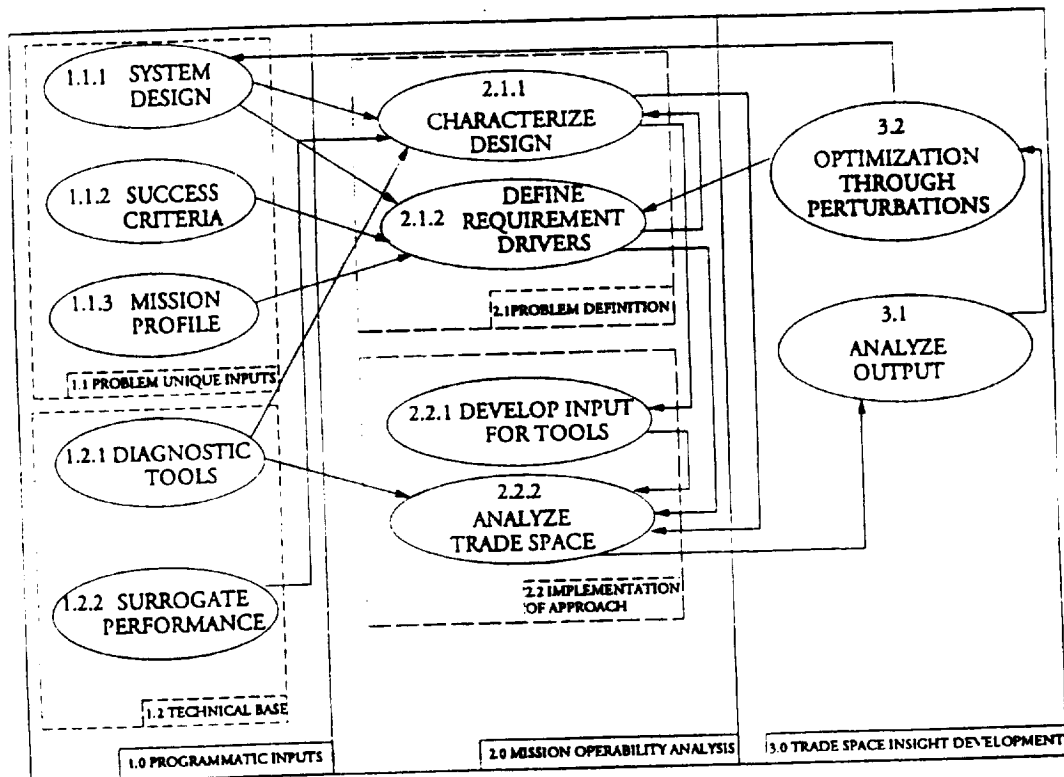 1.1.1 SYSTEM
DESIGN
1.1.2 SUCCESS
CRITERIA
1.1.3 MISSION
PROFILE
1.1 PROBLEM UNIQUE INPUTS
1.2.1 DIAGNOSTIC
TOOLS
1.2.2 SURROGATE
PERFORMANCE
1.2 TECHNICAL BASE
1.0 PROGRAMMATIC INPUTS
2.1.1
CHARACTERIZE
DESIGN
2.1.2 DEFINE
REQUIREMENT
DRIVERS
2.1 PROBLEM DEFINITION
2.2.1 DEVELOP INPUT
FOR TOOLS
2.2.2
ANALYZE
TRADE SPACE
2.2 IMPLEMENTATION
OF APPROACH
2.0 MISSION OPERABILITY ANALYSIS
3.2
OPTIMIZATION
THROUGH
PERTURBATIONS
3.1
ANALYZE
OUTPUT
3.0 TRADE SPACE INSIGHT DEVELOPMENT